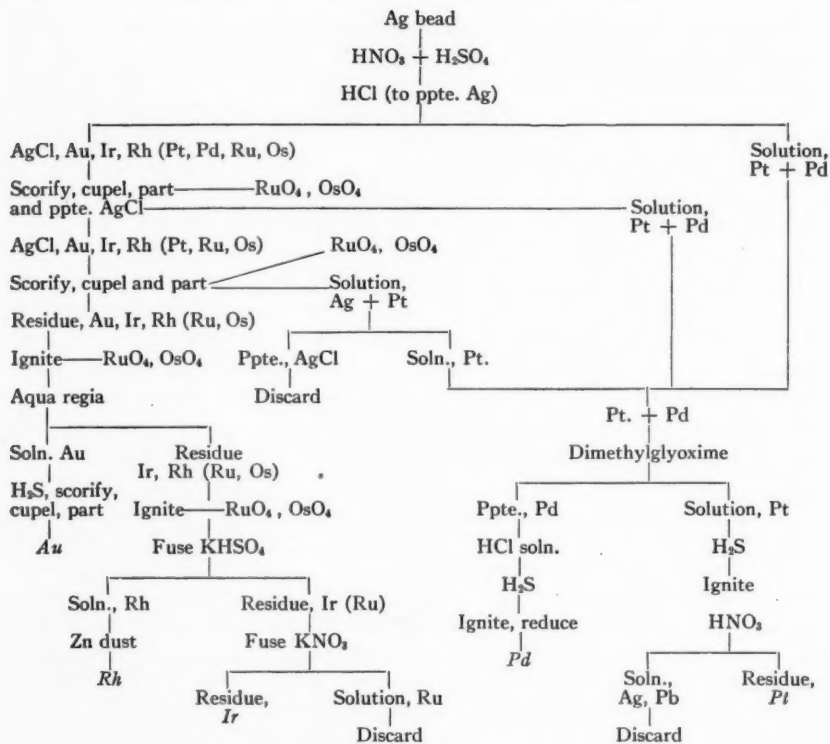 Ag bead
HNO₃ + H₂SO₄
HCl (to ppte. Ag)
AgCl, Au, Ir, Rh (Pt, Pd, Ru, Os)
Solution,
Pt + Pd
Scorify, cupel, part
and ppte. AgCl
RuO₄, OsO₄
Solution,
Pt + Pd
AgCl, Au, Ir, Rh (Pt, Ru, Os)
RuO₄, OsO₄
Scorify, cupel and part
Solution,
Ag + Pt
Residue, Au, Ir, Rh (Ru, Os)
Ignite
RuO₄, OsO₄
Ppte., AgCl
Soln., Pt.
Aqua regia
Discard
Pt. + Pd
Soln. Au
Residue
Ir, Rh (Ru, Os)
Dimethylglyoxime
H₂S, scorify,
cupel, part
Ignite
RuO₄, OsO₄
Ppte., Pd
Solution, Pt
Au
Fuse KHSO₄
HCl soln.
H₂S
H₂S
Ignite
Soln., Rh
Residue, Ir (Ru)
Ignite, reduce
HNO₃
Zn dust
Fuse KNO₃
Pd
Rh
Residue,
Ir
Solution, Ru
Soln.,
Ag, Pb
Residue,
Pt
Discard
Discard